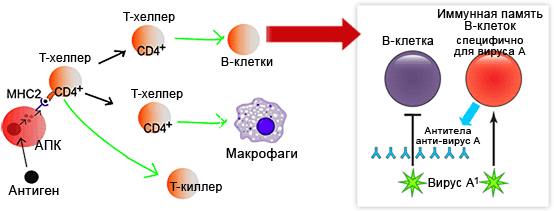 Т-хелпер
CD4+
В-клетки
Т-хелпер
МНС2
CD4+
АПК
Антиген
Т-хелпер
CD4+
Макрофаги
Т-киллер
Иммунная память
В-клеток
специфично
для вируса А
В-клетка
Антитела
анти-вирус А
Вирус А1